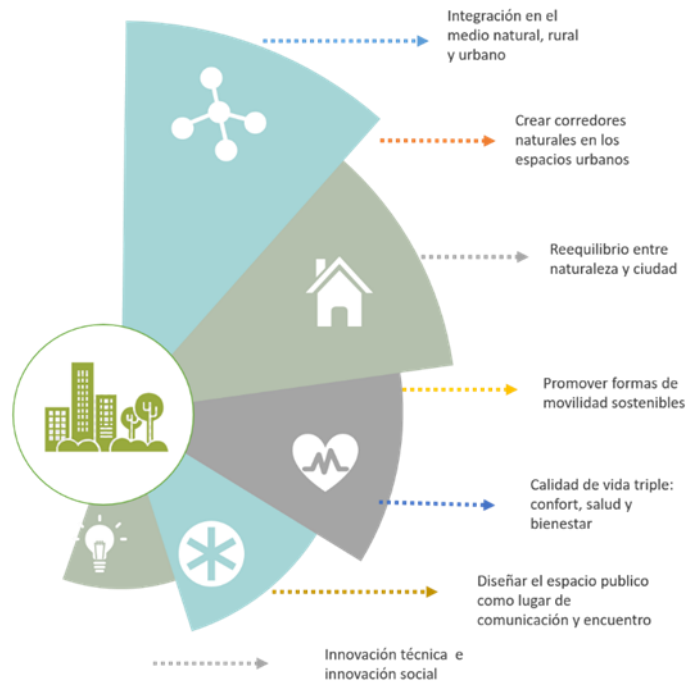 Integración en el
medio natural, rural
y urbano
Crear corredores
naturales en los
espacios urbanos
Reequilibrio entre
naturaleza y ciudad
Promover formas de
movilidad sostenibles
Calidad de vida triple:
confort, salud y
bienestar
Diseñar el espacio publico
como lugar de
comunicación y encuentro
Innovación técnica e
innovación social